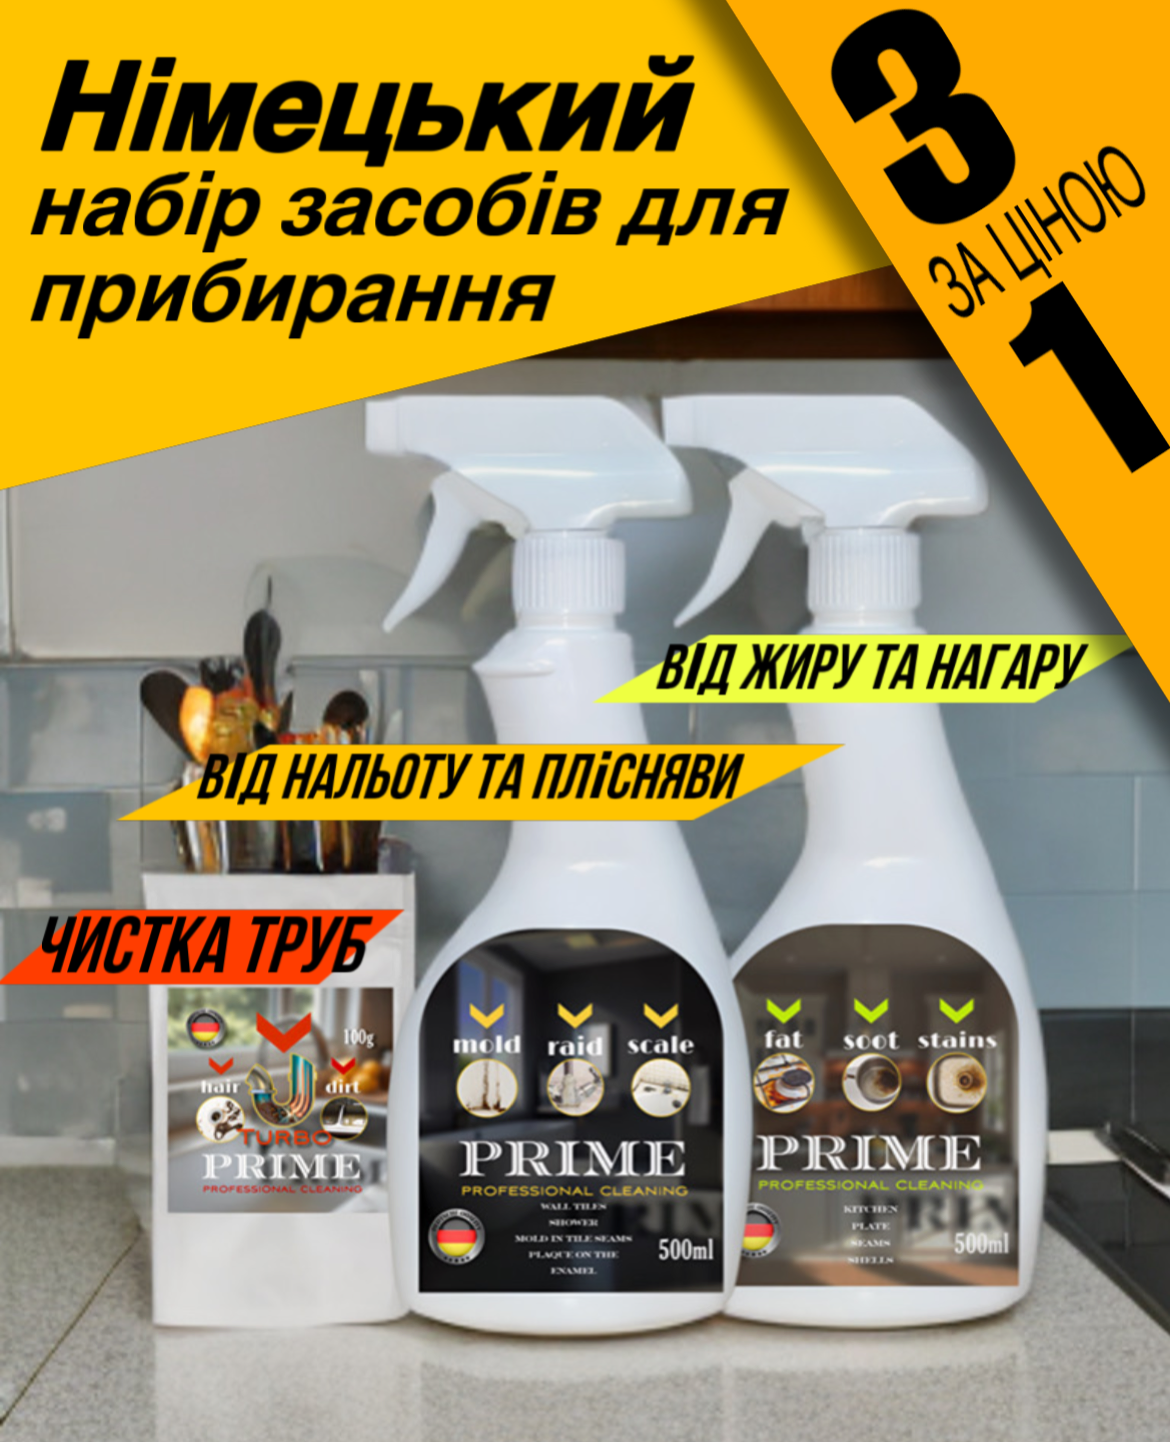 Німецький
набір засобів для
прибирання
3
ЗА ЦІНОЮ
1
ВІД ЖИРУ ТА НАГАРУ
ВІД НАЛЬОТУ ТА ПЛіСНЯВИ
ЧИСТКА ТРУБ
100g
hair
dirt
TURBO
PRIME
PROFESSIONAL CLEANING
mold raid scale
PRIME
PROFESSIONAL CLEANING
WALL TILES
SHOWER
MOLD IN TILE SEAMS
PLAQUE ON THE
ENAMEL
500ml
fat soot stains
PRIME
PROFESSIONAL CLEANING
KITCHEN
PLATE
SEAMS
SHELLS
500ml